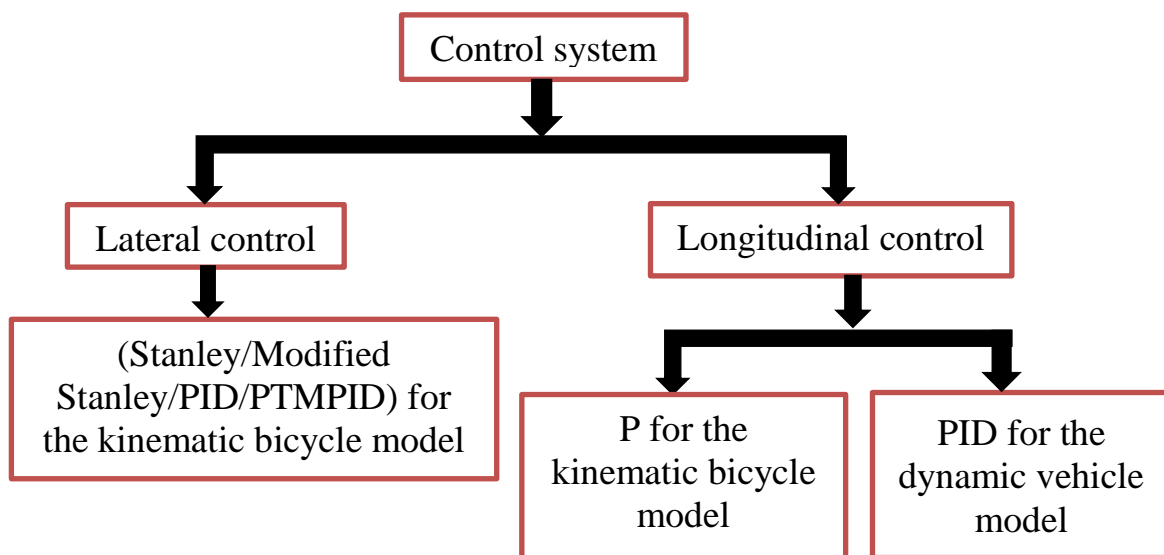 Control system
Lateral control
Longitudinal control
(Stanley/Modified
Stanley/PID/PTMPID) for
the kinematic bicycle model
P for the
kinematic bicycle
model
PID for the
dynamic vehicle
model